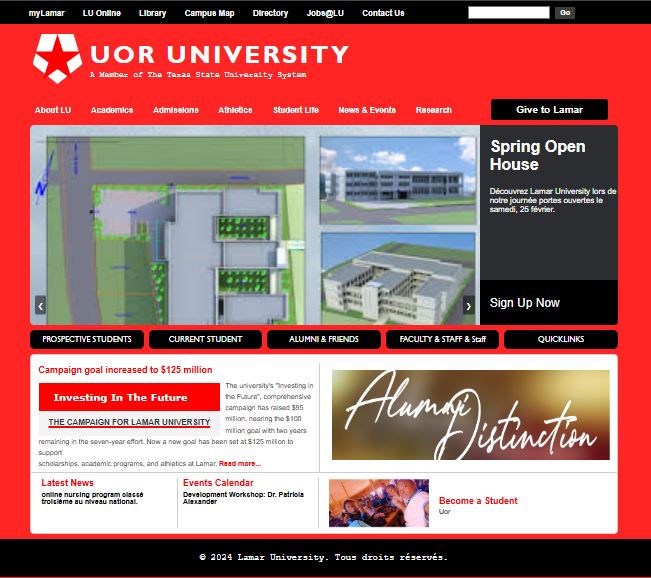 myLamar LU Online Library Campus Map Directory Jobs@LU Contact Us Go
UOR UNIVERSITY
A Member of The Texas State University System
About LU Academics Admissions Athletics Student Life News & Events Research Give to Lamar
Spring Open
House
Découvrez Lamar University lors de
notre journée portes ouvertes le
samedi, 25 février.
N
‹ ›
Sign Up Now
PROSPECTIVE STUDENTS CURRENT STUDENT ALUMNI & FRIENDS FACULTY & STAFF & Staff QUICKLINKS
Campaign goal increased to $125 million
Investing In The Future
THE CAMPAIGN FOR LAMAR UNIVERSITY
The university's "Investing in
the Future", comprehensive
campaign has raised $95
million, nearing the $100
million goal with two years
remaining in the seven-year effort. Now a new goal has been set at $125 million to
support
scholarships, academic programs, and athletics at Lamar. Read more...
Alumayi
Distinction
Latest News
online nursing program classé
troisième au niveau national.
Events Calendar
Development Workshop: Dr. Patricia
Alexander
Become a Student
Uor
© 2024 Lamar University. Tous droits réservés.